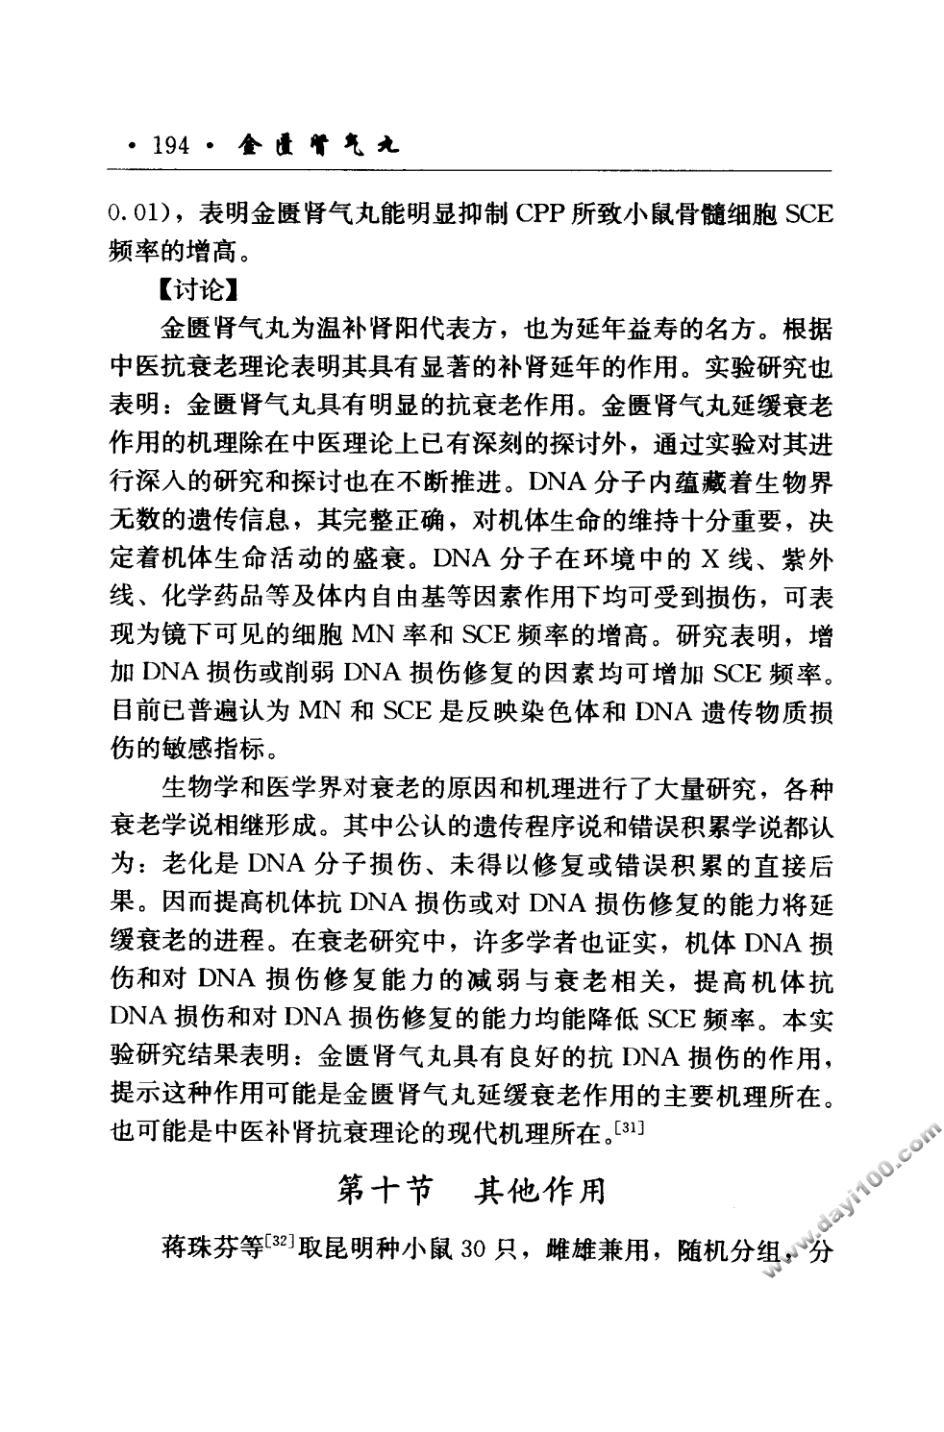 · 194 · 金匮肾气丸
0.01)，表明金匮肾气丸能明显抑制 CPP 所致小鼠骨髓细胞 SCE
频率的增高。
【讨论】
金匮肾气丸为温补肾阳代表方，也为延年益寿的名方。根据
中医抗衰老理论表明其具有显著的补肾延年的作用。实验研究也
表明：金匮肾气丸具有明显的抗衰老作用。金匮肾气丸延缓衰老
作用的机理除在中医理论上已有深刻的探讨外，通过实验对其进
行深入的研究和探讨也在不断推进。DNA 分子内蕴藏着生物界
无数的遗传信息，其完整正确，对机体生命的维持十分重要，决
定着机体生命活动的盛衰。DNA 分子在环境中的 X 线、紫外
线、化学药品等及体内自由基等因素作用下均可受到损伤，可表
现为镜下可见的细胞 MN 率和 SCE 频率的增高。研究表明，增
加 DNA 损伤或削弱 DNA 损伤修复的因素均可增加 SCE 频率。
目前已普遍认为 MN 和 SCE 是反映染色体和 DNA 遗传物质损
伤的敏感指标。
生物学和医学界对衰老的原因和机理进行了大量研究，各种
衰老学说相继形成。其中公认的遗传程序说和错误积累学说都认
为：老化是 DNA 分子损伤、未得以修复或错误积累的直接后
果。因而提高机体抗 DNA 损伤或对 DNA 损伤修复的能力将延
缓衰老的进程。在衰老研究中，许多学者也证实，机体 DNA 损
伤和对 DNA 损伤修复能力的减弱与衰老相关，提高机体抗
DNA 损伤和对 DNA 损伤修复的能力均能降低 SCE 频率。本实
验研究结果表明：金匮肾气丸具有良好的抗 DNA 损伤的作用，
提示这种作用可能是金匮肾气丸延缓衰老作用的主要机理所在。
也可能是中医补肾抗衰理论的现代机理所在。[31]
第十节 其他作用
蒋珠芬等[32]取昆明种小鼠 30 只，雌雄兼用，随机分组，分
www.dayi100.com